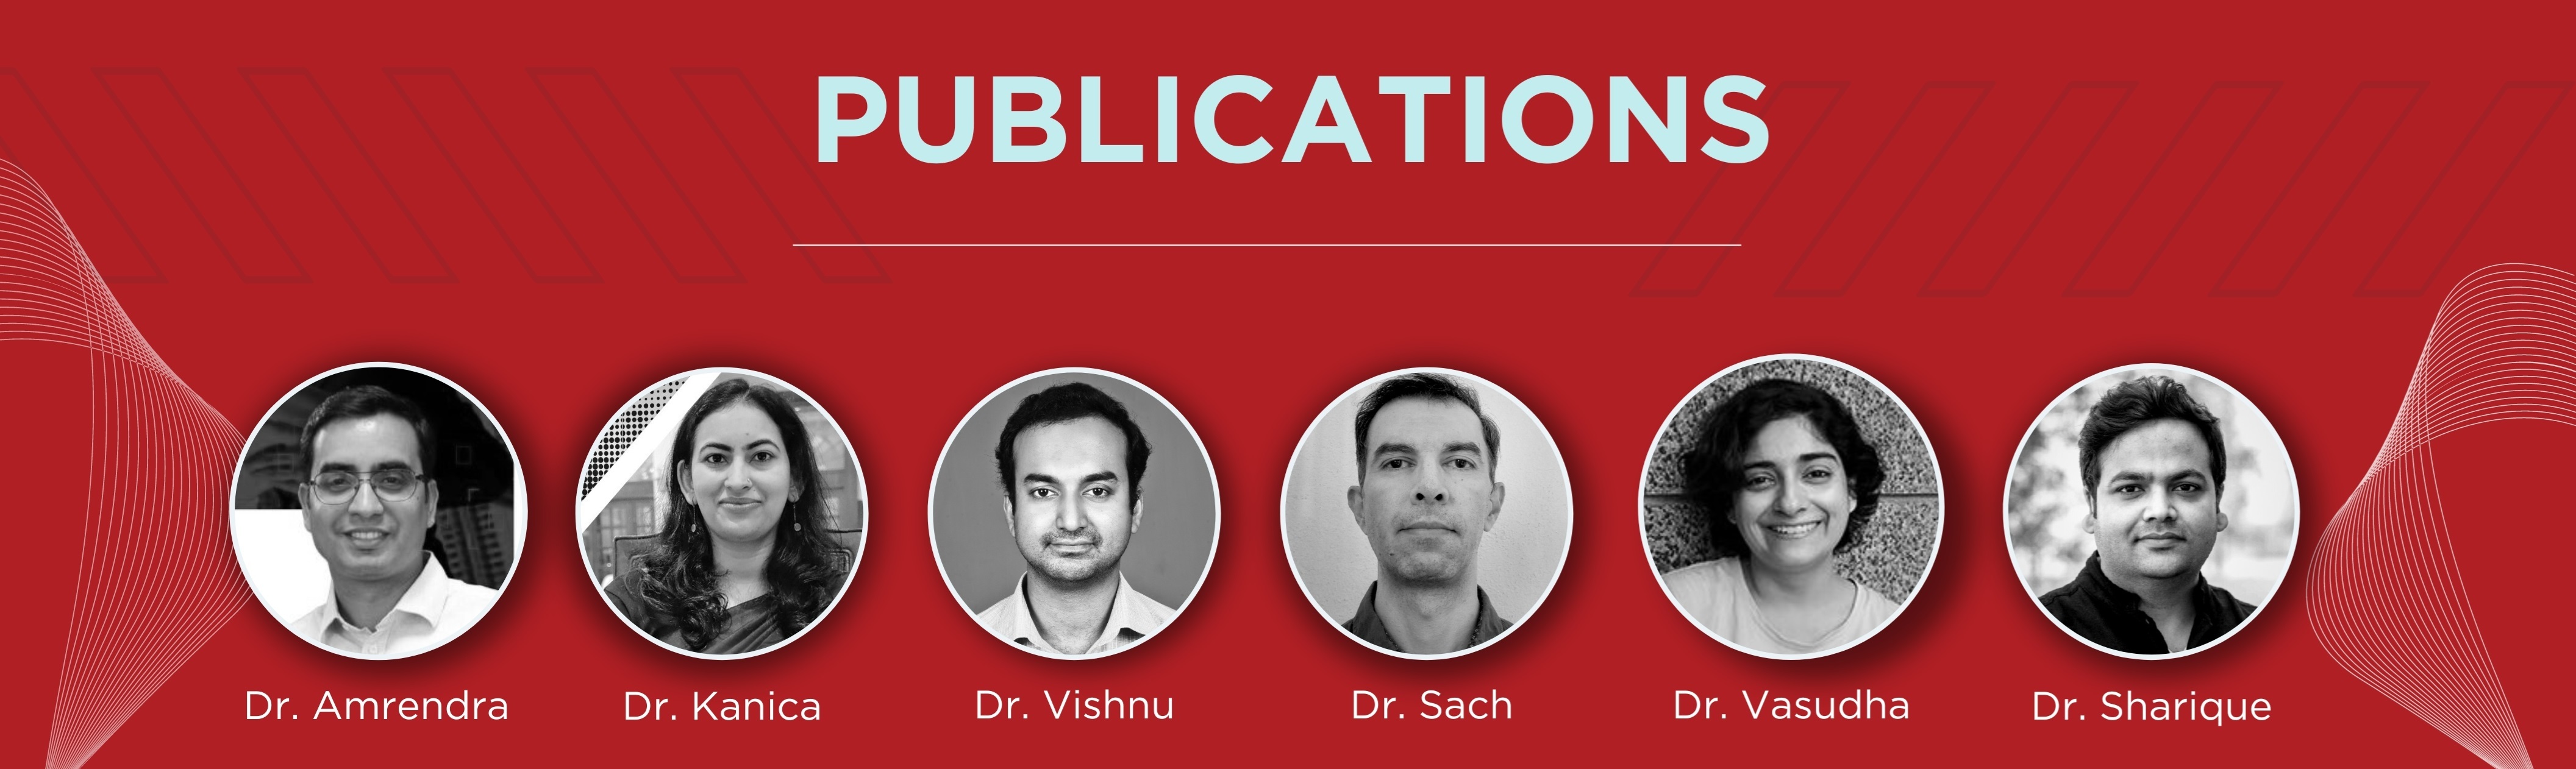 PUBLICATIONS
Dr. Amrendra
Dr. Kanica
Dr. Vishnu
Dr. Sach
Dr. Vasudha
Dr. Sharique